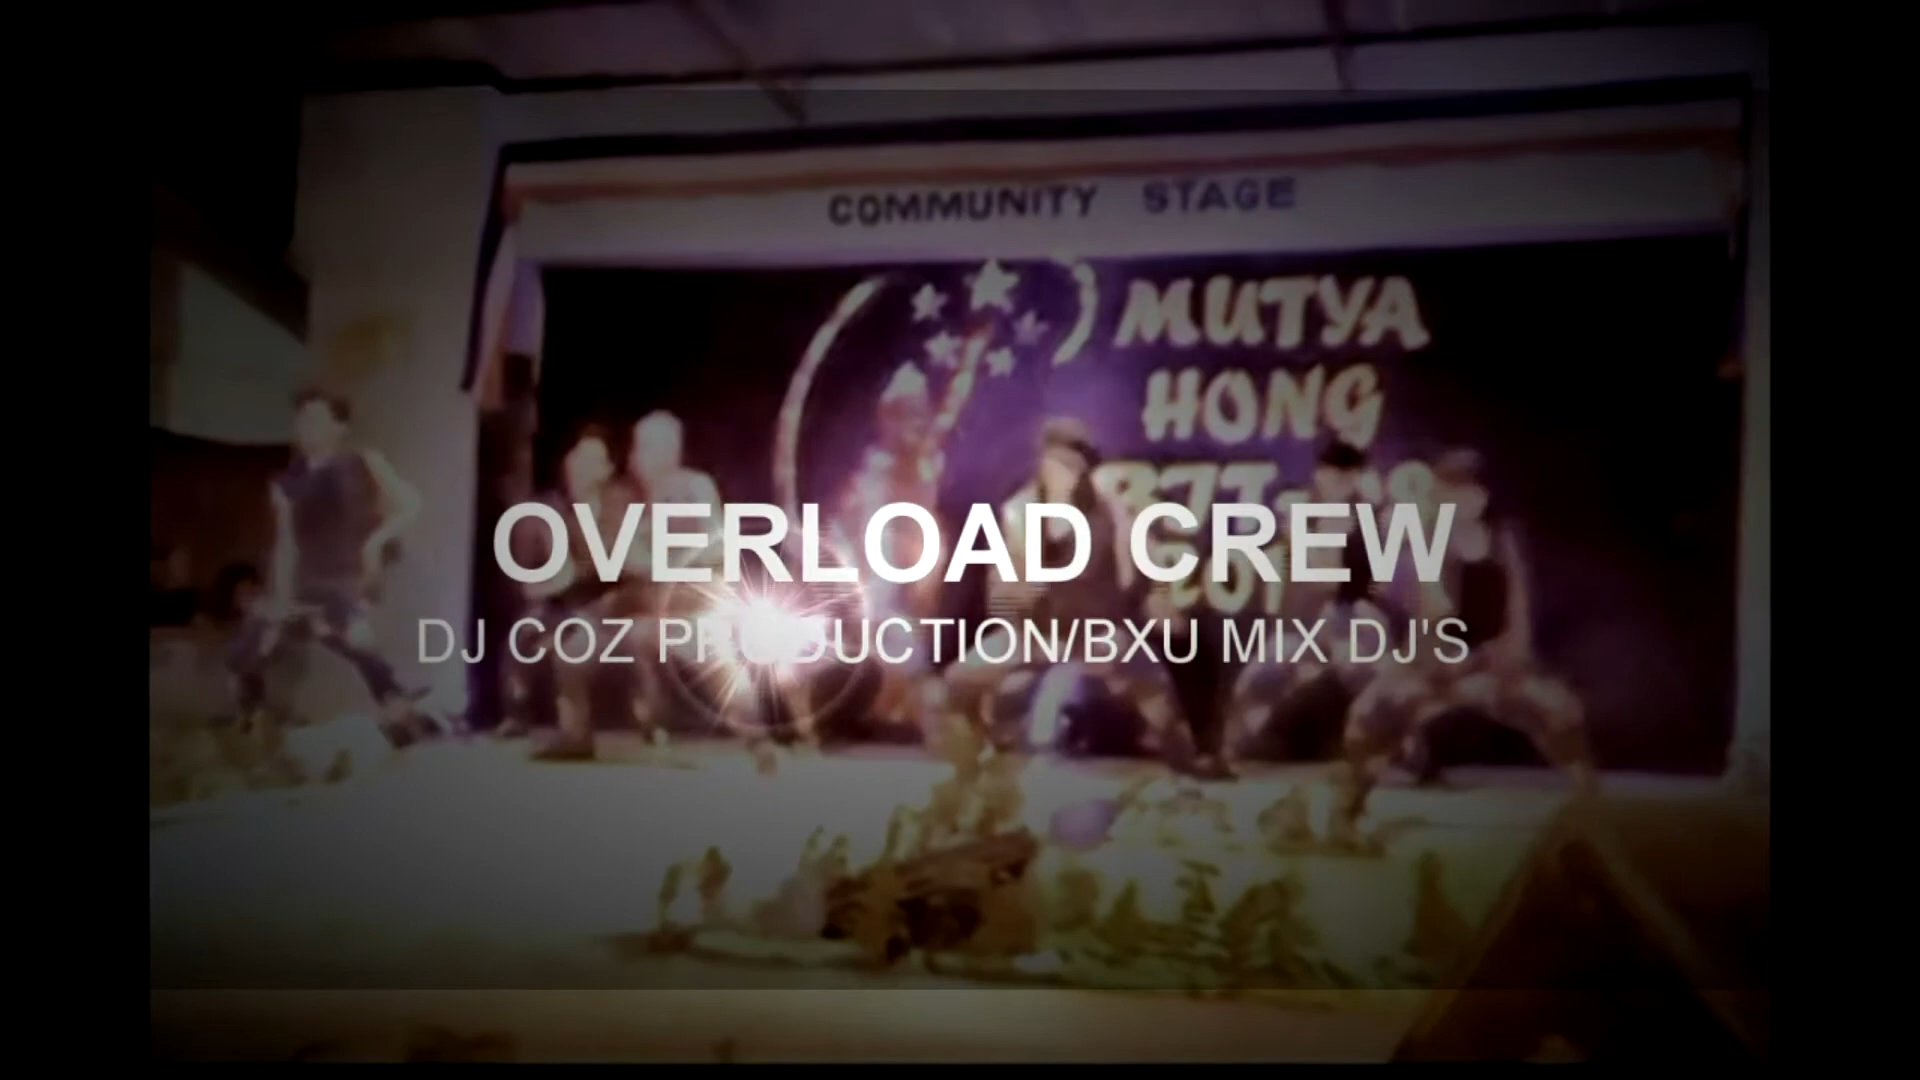 COMMUNITY STAGE
MUTYA
HONG
OVERLOAD CREW
DJ COZ PRODUCTION/BXU MIX DJ'S